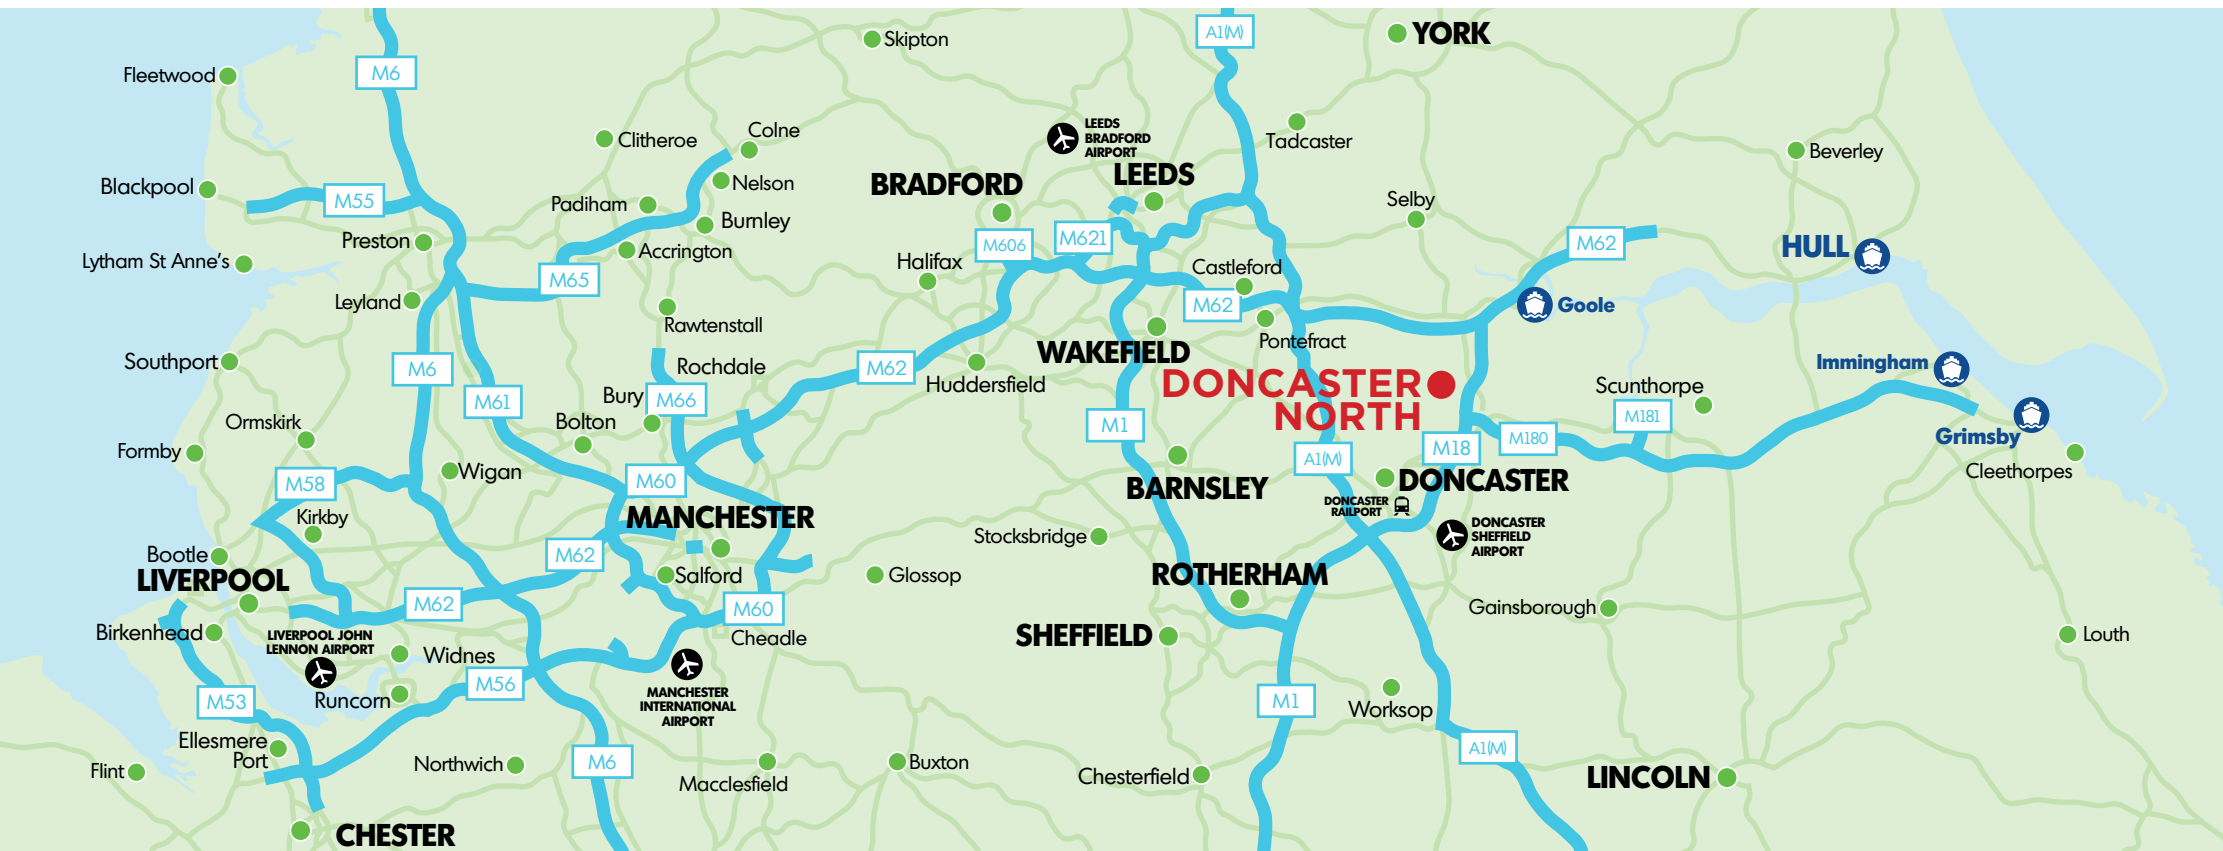 A1(M)
YORK
Skipton
M6
Fleetwood
LEEDS
BRADFORD
AIRPORT
Colne
Clitheroe
Tadcaster
Beverley
LEEDS
BRADFORD
Nelson
Blackpool
M55
Padiham
Selby
Burnley
Preston
M606
M621
M62
HULL
Accrington
Lytham St Anne's
Halifax
Castleford
M65
Leyland
M62
Goole
Rawtenstall
Pontefract
WAKEFIELD
Southport
M6
Rochdale
M62
Immingham
Huddersfield
DONCASTER
NORTH
Scunthorpe
Bury
M66
M61
M181
Ormskirk
Bolton
M1
M180
Grimsby
Formby
M18
A1(M)
Wigan
Cleethorpes
M58
M60
BARNSLEY
DONCASTER
DONCASTER
RAILPORT
Kirkby
MANCHESTER
DONCASTER
SHEFFIELD
AIRPORT
Stocksbridge
Bootle
M62
LIVERPOOL
Salford
Glossop
ROTHERHAM
M62
M60
Gainsborough
Birkenhead
LIVERPOOL JOHN
LENNON AIRPORT
Cheadle
SHEFFIELD
Louth
Widnes
M56
Runcorn
M53
MANCHESTER
INTERNATIONAL
AIRPORT
M1
Worksop
Ellesmere
Port
A1(M)
Flint
Northwich
M6
Macclesfield
Buxton
Chesterfield
LINCOLN
CHESTER